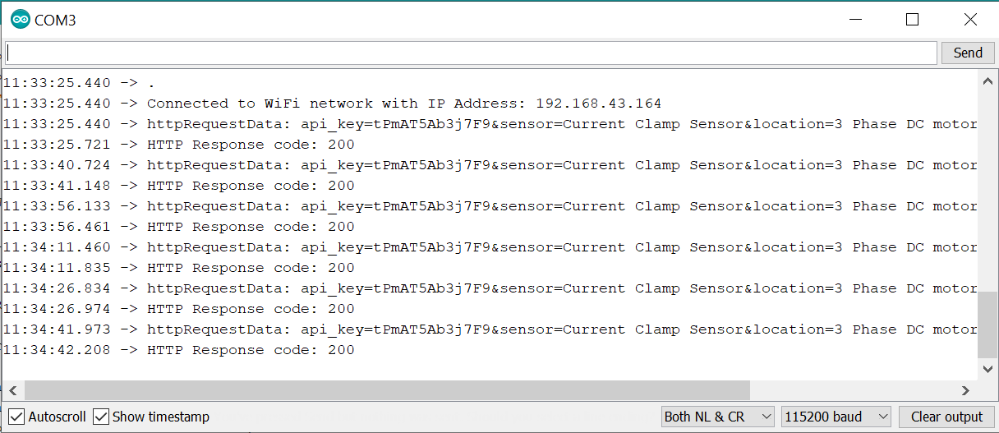 COM3
Send
11:33:25.440 -> .
11:33:25.440 -> Connected to WiFi network with IP Address: 192.168.43.164
11:33:25.440 -> httpRequestData: api_key=tPmAT5Ab3j7F9&sensor=Current Clamp Sensor&location=3 Phase DC motor
11:33:25.721 -> HTTP Response code: 200
11:33:40.724 -> httpRequestData: api_key=tPmAT5Ab3j7F9&sensor=Current Clamp Sensor&location=3 Phase DC motor
11:33:41.148 -> HTTP Response code: 200
11:33:56.133 -> httpRequestData: api_key=tPmAT5Ab3j7F9&sensor=Current Clamp Sensor&location=3 Phase DC motor
11:33:56.461 -> HTTP Response code: 200
11:34:11.460 -> httpRequestData: api_key=tPmAT5Ab3j7F9&sensor=Current Clamp Sensor&location=3 Phase DC motor
11:34:11.835 -> HTTP Response code: 200
11:34:26.834 -> httpRequestData: api_key=tPmAT5Ab3j7F9&sensor=Current Clamp Sensor&location=3 Phase DC motor
11:34:26.974 -> HTTP Response code: 200
11:34:41.973 -> httpRequestData: api_key=tPmAT5Ab3j7F9&sensor=Current Clamp Sensor&location=3 Phase DC motor
11:34:42.208 -> HTTP Response code: 200
Autoscroll Show timestamp Both NL & CR 115200 baud Clear output